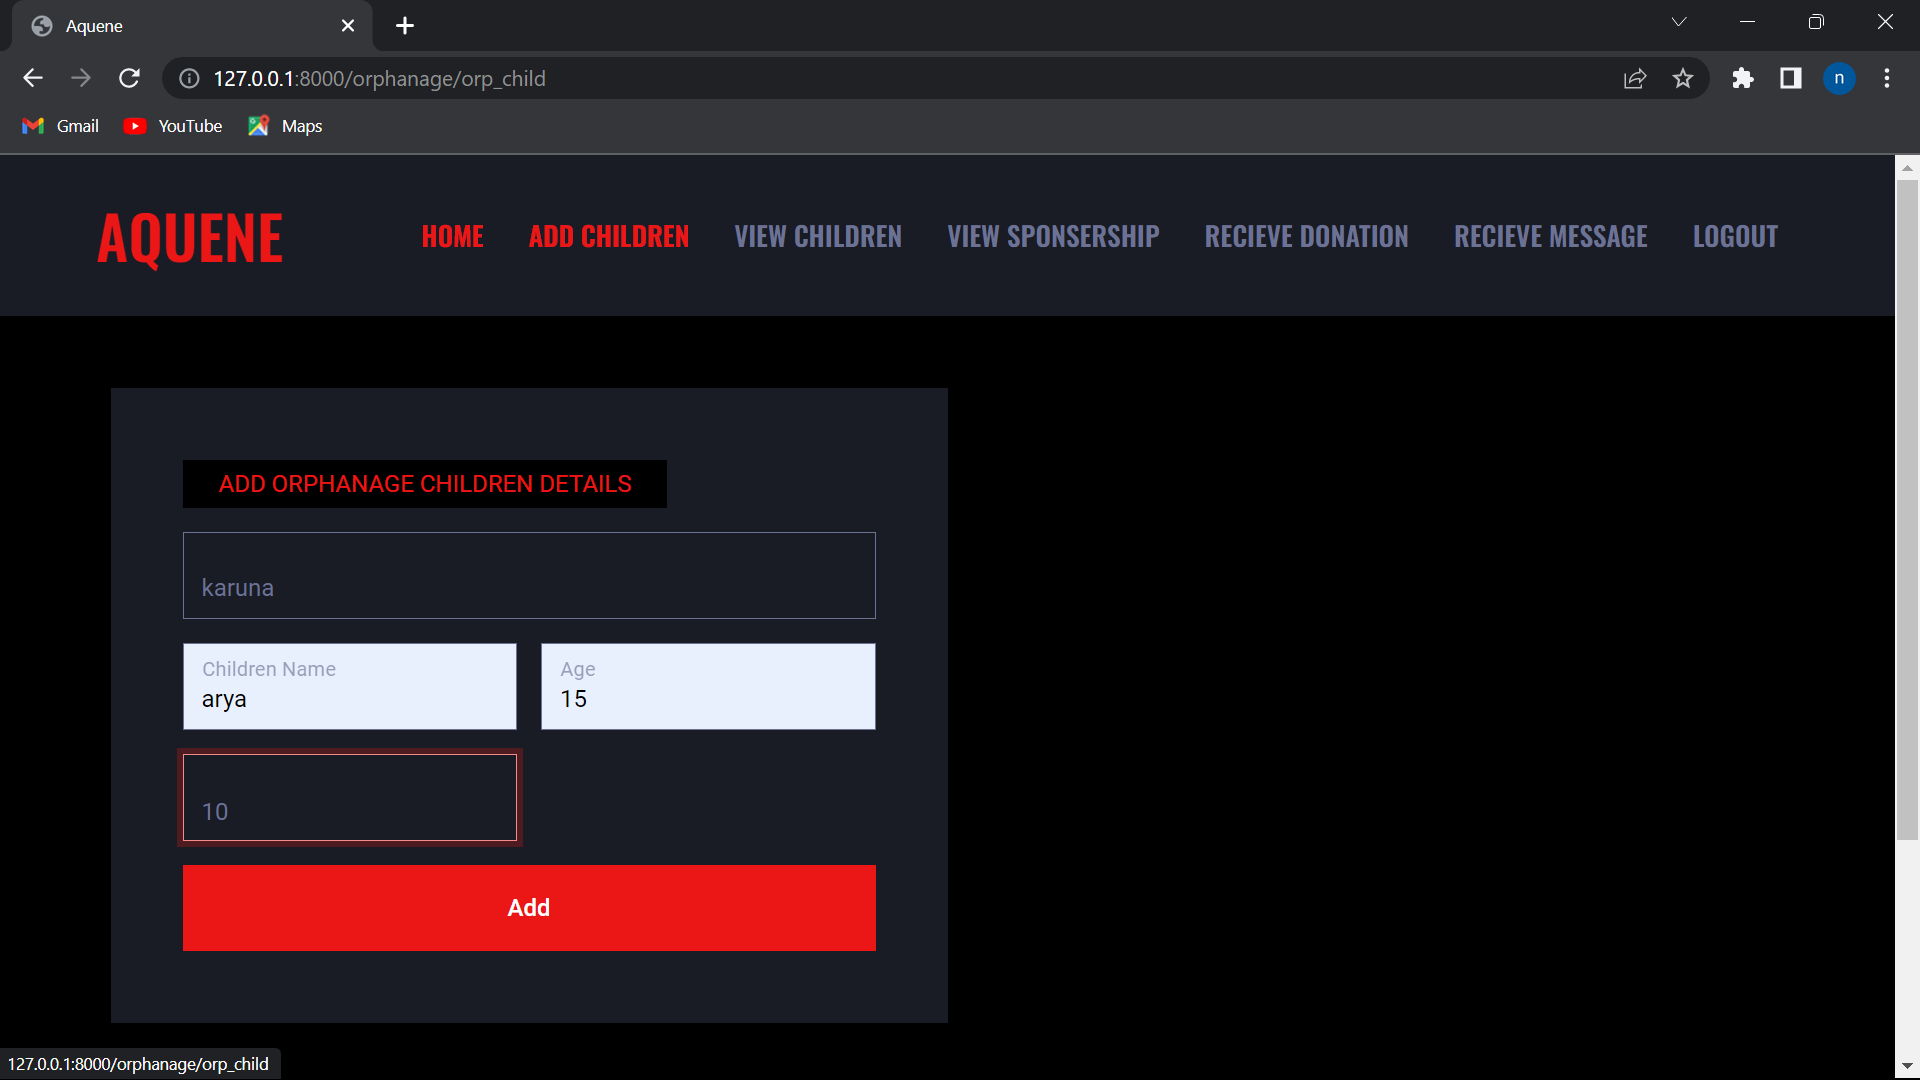 Aquene
127.0.0.1:8000/orphanage/orp_child
n
Gmail YouTube Maps
AQUENE HOME ADD CHILDREN VIEW CHILDREN VIEW SPONSERSHIP RECIEVE DONATION RECIEVE MESSAGE LOGOUT
ADD ORPHANAGE CHILDREN DETAILS
karuna
Children Name Age
arya 15
10
Add
127.0.0.1:8000/orphanage/orp_child